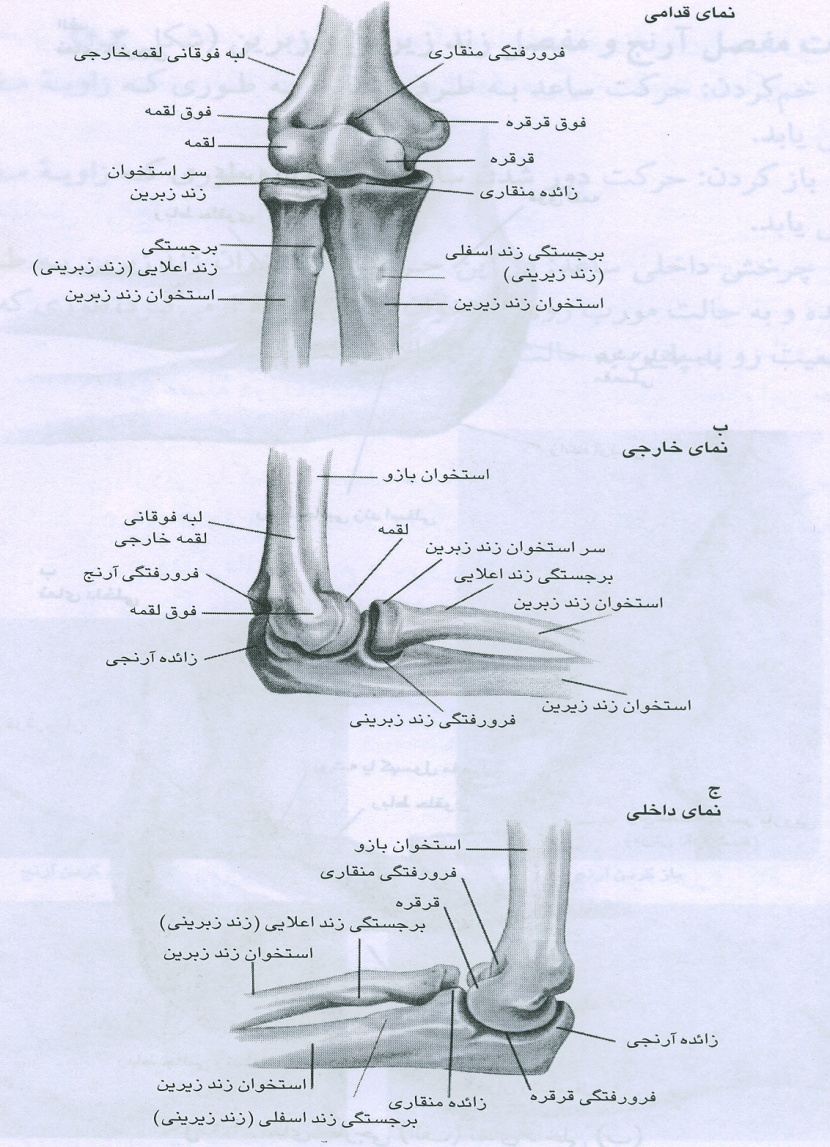 نمای قدامی
لبه فوقانی لقمه‌خارجی
فرورفتگی منقاری
فوق لقمه
فوق قرقره
لقمه
قرقره
سر استخوان
زند زبرین
زائده منقاری
برجستگی
زند اعلایی (زند زبرینی)
برجستگی زند اسفلی
(زند زیرینی)
استخوان زند زبرین
استخوان زند زیرین
ب
نمای خارجی
استخوان بازو
لبه فوقانی
لقمه خارجی
لقمه
سر استخوان زند زبرین
فرورفتگی آرنج
برجستگی زند اعلایی
استخوان زند زبرین
فوق لقمه
زائده آرنجی
استخوان زند زیرین
فرورفتگی زند زبرینی
ج
نمای داخلی
استخوان بازو
فرورفتگی منقاری
قرقره
برجستگی زند اعلایی (زند زبرینی)
استخوان زند زبرین
زائده آرنجی
استخوان زند زیرین
زائده منقاری
فرورفتگی قرقره
برجستگی زند اسفلی (زند زیرینی)